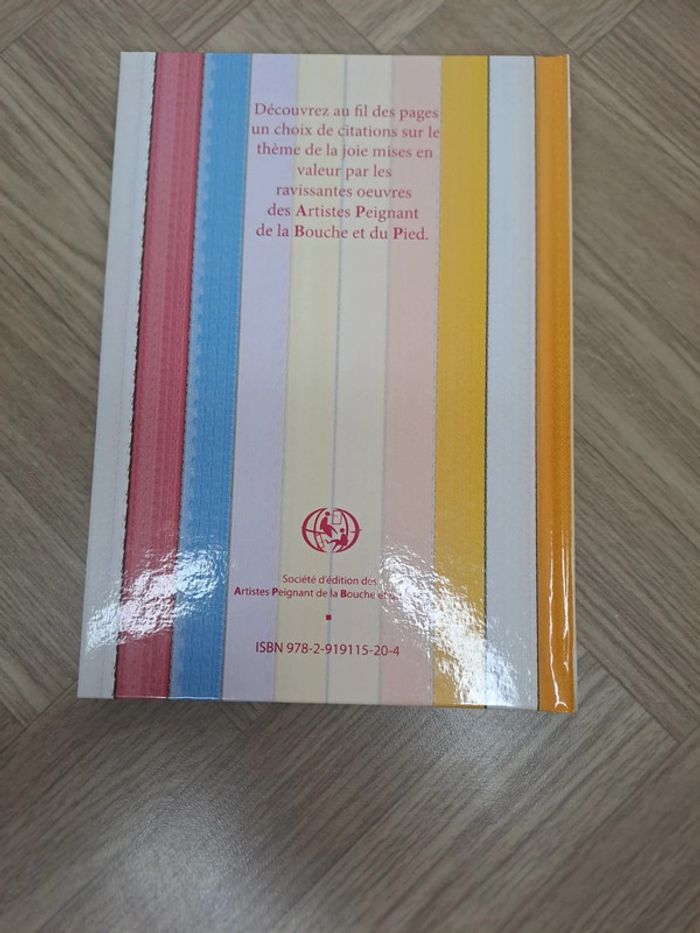 Découvrez au fil des pages
un choix de citations sur le
thème de la joie mises en
valeur par les
ravissantes oeuvres
des Artistes Peignant
de la Bouche et du Pied.
Société d'édition des
Artistes Peignant de la Bouche et
ISBN 978-2-919115-20-4